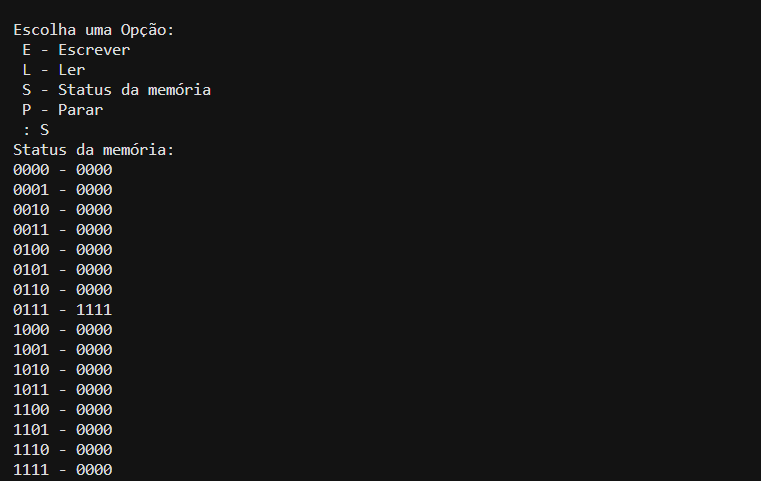 Escolha uma Opção:
E - Escrever
L - Ler
S - Status da memória
P - Parar
: S
Status da memória:
0000 - 0000
0001 - 0000
0010 - 0000
0011 - 0000
0100 - 0000
0101 - 0000
0110 - 0000
0111 - 1111
1000 - 0000
1001 - 0000
1010 - 0000
1011 - 0000
1100 - 0000
1101 - 0000
1110 - 0000
1111 - 0000